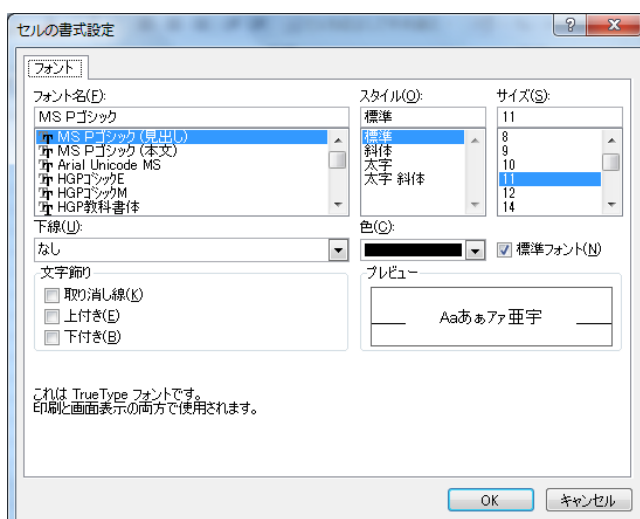 セルの書式設定
フォント
フォント名(F):
スタイル(O):
サイズ(S):
MS Pゴシック
標準
11
MS Pゴシック (見出し)
MS Pゴシック (本文)
Arial Unicode MS
HGPゴシックE
HGPゴシックM
HGP教科書体
標準
斜体
太字
太字 斜体
8
9
10
11
12
14
下線(U):
色(C):
なし
標準フォント(N)
文字飾り
取り消し線(K)
上付き(E)
下付き(B)
プレビュー
Aaあぁアァ亜宇
これは TrueType フォントです。
印刷と画面表示の両方で使用されます。
OK
キャンセル